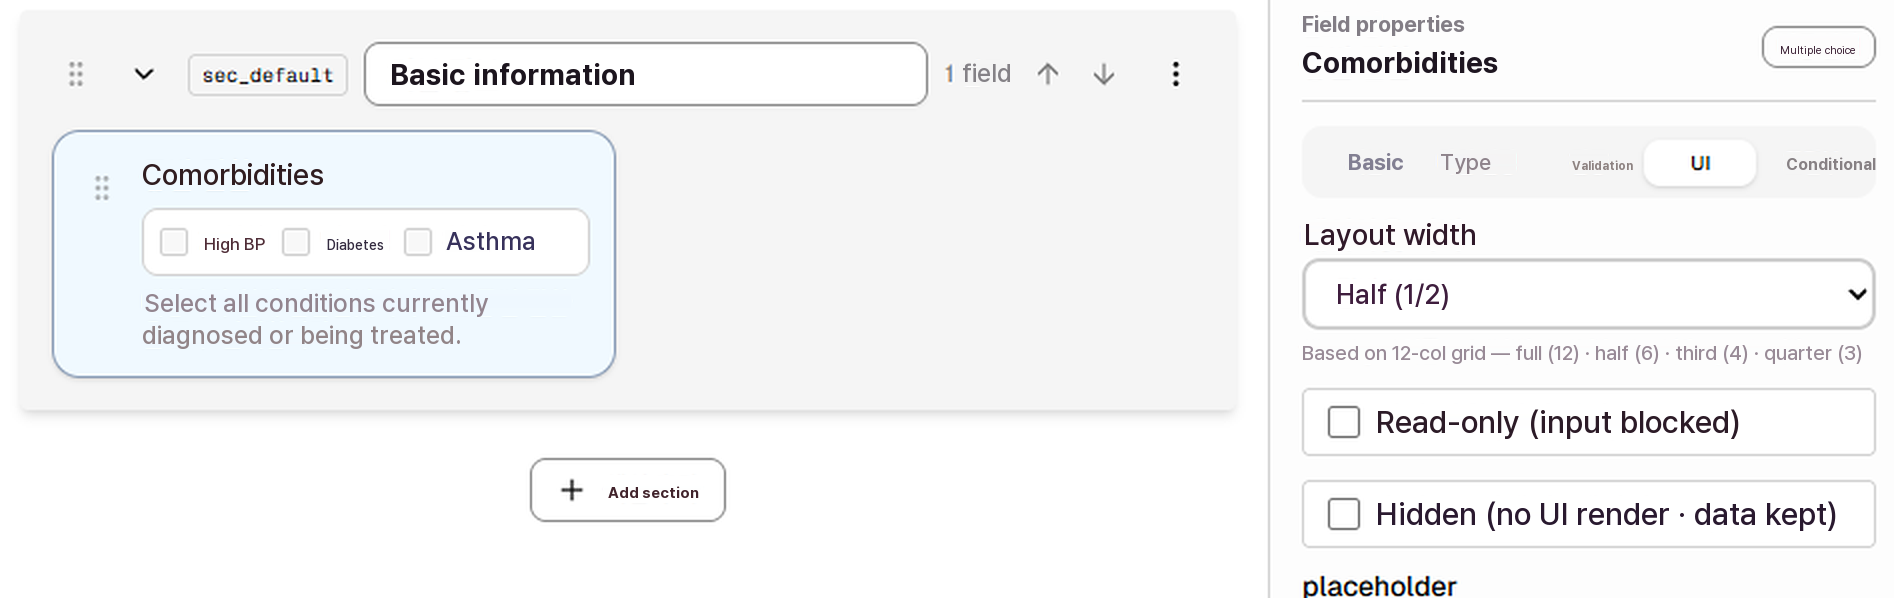 sec_default Basic information 1 field
Comorbidities
High BP Diabetes Asthma
Select all conditions currently
diagnosed or being treated.
Add section
Field properties
Comorbidities
Multiple choice
Basic Type Validation UI Conditional
Layout width
Half (1/2)
Based on 12-col grid — full (12) · half (6) · third (4) · quarter (3)
Read-only (input blocked)
Hidden (no UI render · data kept)
placeholder